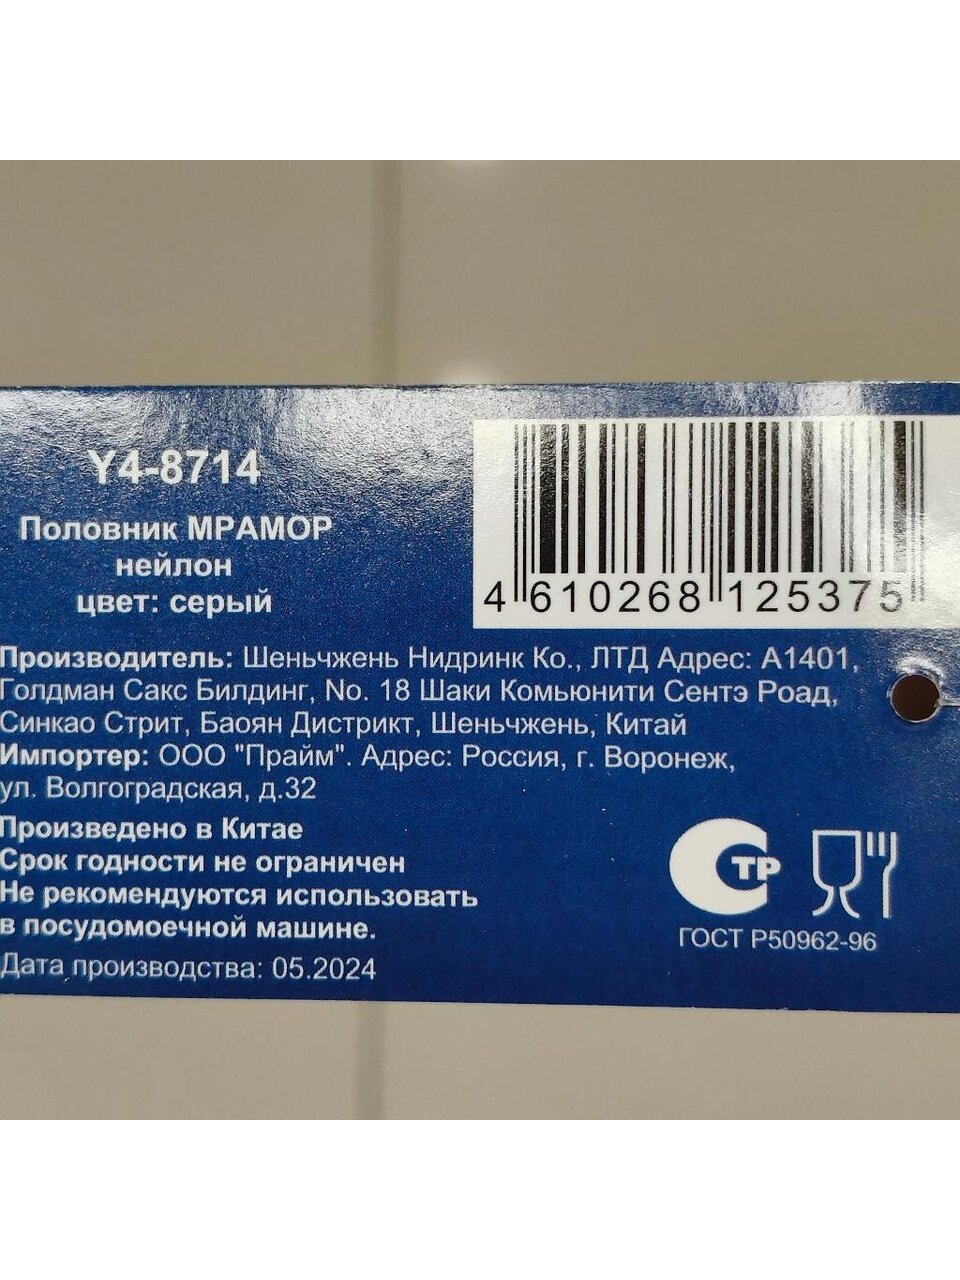 Y4-8714
Половник МРАМОР
нейлон
цвет: серый
4 610268 125375
Производитель: Шеньчжень Нидринк Ко., ЛТД Адрес: А1401,
Голдман Сакс Билдинг, No. 18 Шаки Комьюнити Сентэ Роад,
Синкао Стрит, Баоян Дистрикт, Шеньчжень, Китай
Импортер: ООО "Прайм". Адрес: Россия, г. Воронеж,
ул. Волгоградская, д.32
Произведено в Китае
Срок годности не ограничен
Не рекомендуются использовать
в посудомоечной машине.
Дата производства: 05.2024
СТР
ГОСТ Р50962-96